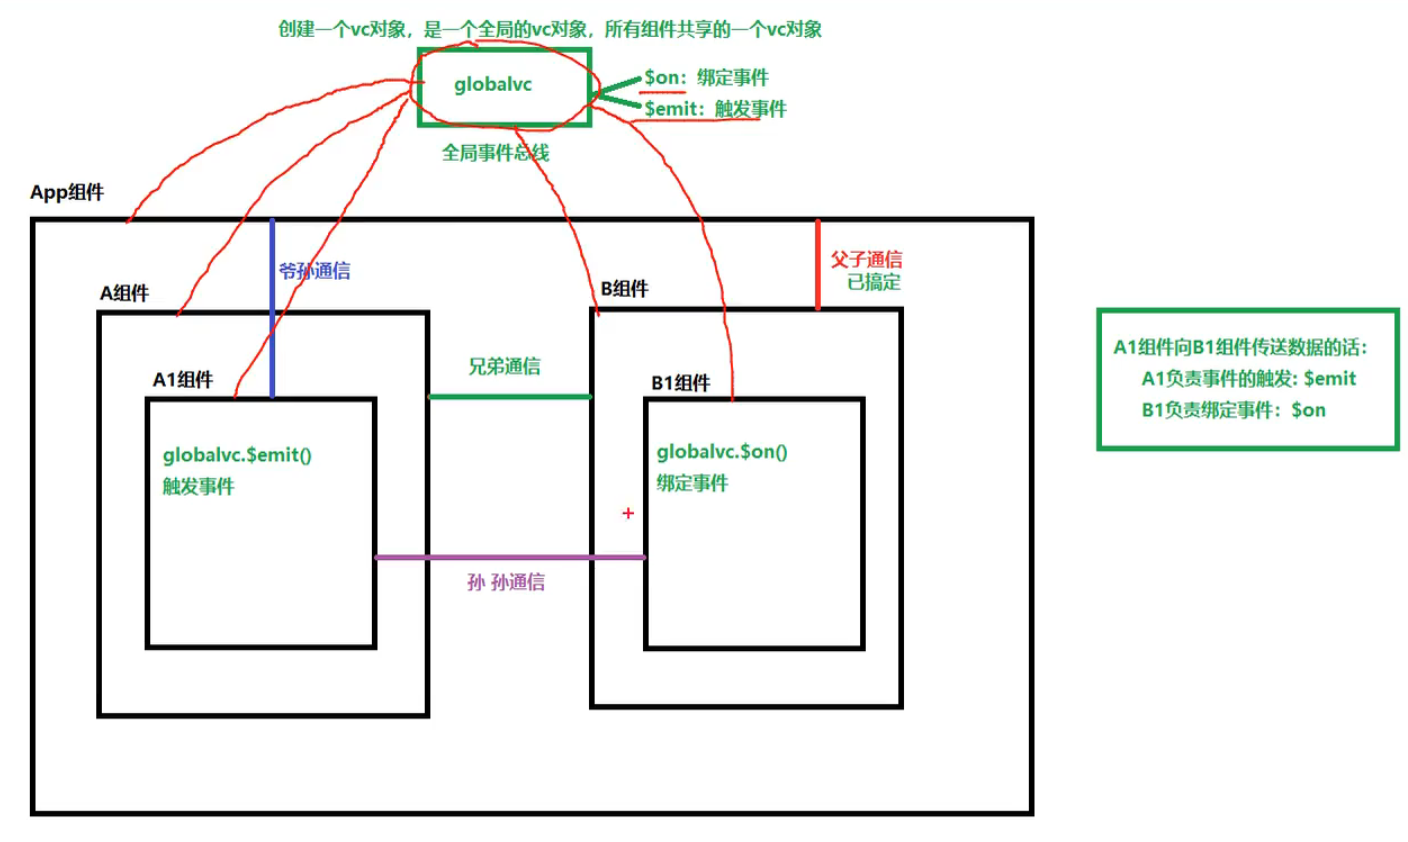 创建一个vc对象，是一个全局的vc对象，所有组件共享的一个vc对象
globalvc
$on：绑定事件
$emit：触发事件
全局事件总线
App组件
爷孙通信
父子通信
已搞定
A组件
B组件
A1组件向B1组件传送数据的话：
A1负责事件的触发: $emit
B1负责绑定事件：$on
兄弟通信
A1组件
B1组件
globalvc.$emit()
触发事件
globalvc.$on()
绑定事件
孙 孙通信